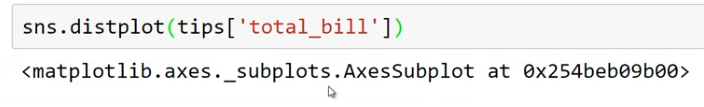 sns.distplot(tips['total_bill'])
<matplotlib.axes._subplots.AxesSubplot at 0x254beb09b00>